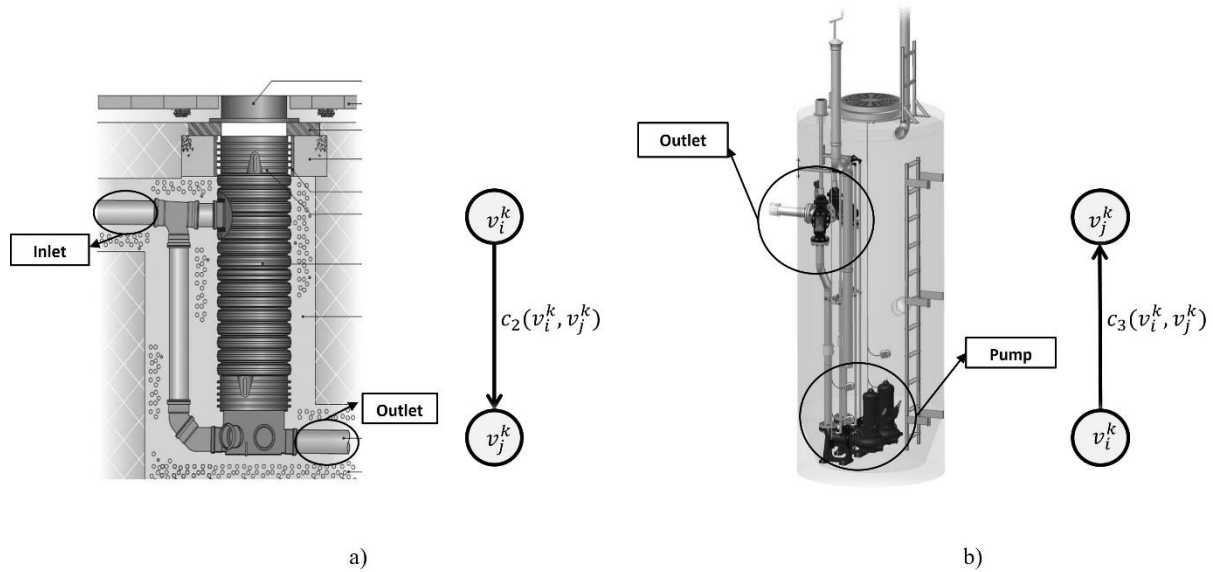 Inlet
Outlet
v_i^k
c_2(v_i^k, v_j^k)
v_j^k
a)
Outlet
Pump
v_j^k
c_3(v_i^k, v_j^k)
v_i^k
b)